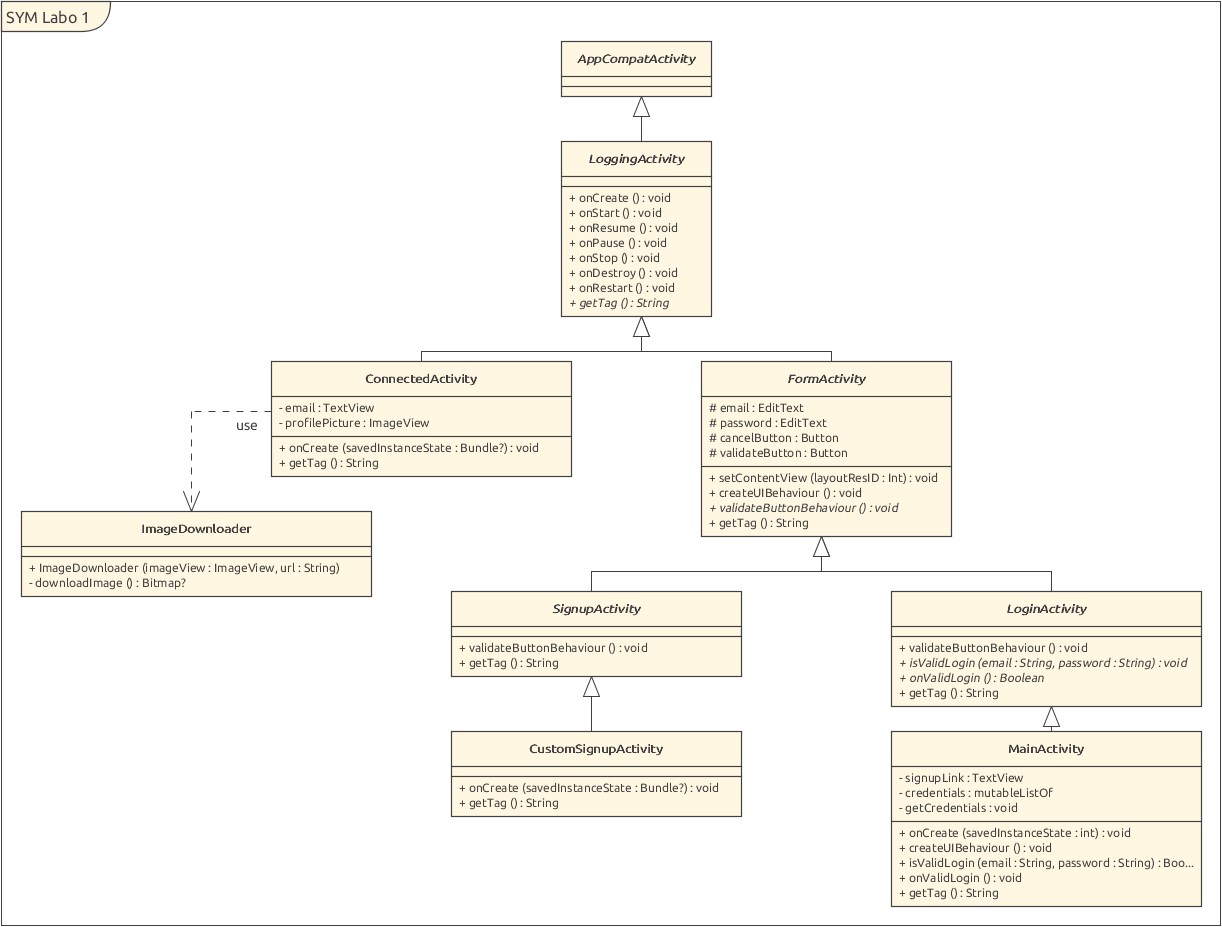 SYM Labo 1
AppCompatActivity
LoggingActivity
+ onCreate () : void
+ onStart () : void
+ onResume () : void
+ onPause () : void
+ onStop () : void
+ onDestroy () : void
+ onRestart () : void
+ getTag () : String
ConnectedActivity
- email : TextView
- profilePicture : ImageView
+ onCreate (savedInstanceState : Bundle?) : void
+ getTag () : String
FormActivity
# email : EditText
# password : EditText
# cancelButton : Button
# validateButton : Button
+ setContentView (layoutResID : Int) : void
+ createUIBehaviour () : void
+ validateButtonBehaviour () : void
+ getTag () : String
use
ImageDownloader
+ ImageDownloader (imageView : ImageView, url : String)
- downloadImage () : Bitmap?
SignupActivity
+ validateButtonBehaviour () : void
+ getTag () : String
LoginActivity
+ validateButtonBehaviour () : void
+ isValidLogin (email : String, password : String) : void
+ onValidLogin () : Boolean
+ getTag () : String
CustomSignupActivity
+ onCreate (savedInstanceState : Bundle?) : void
+ getTag () : String
MainActivity
- signupLink : TextView
- credentials : mutableListOf
- getCredentials : void
+ onCreate (savedInstanceState : int) : void
+ createUIBehaviour () : void
+ isValidLogin (email : String, password : String) : Boo...
+ onValidLogin () : void
+ getTag () : String